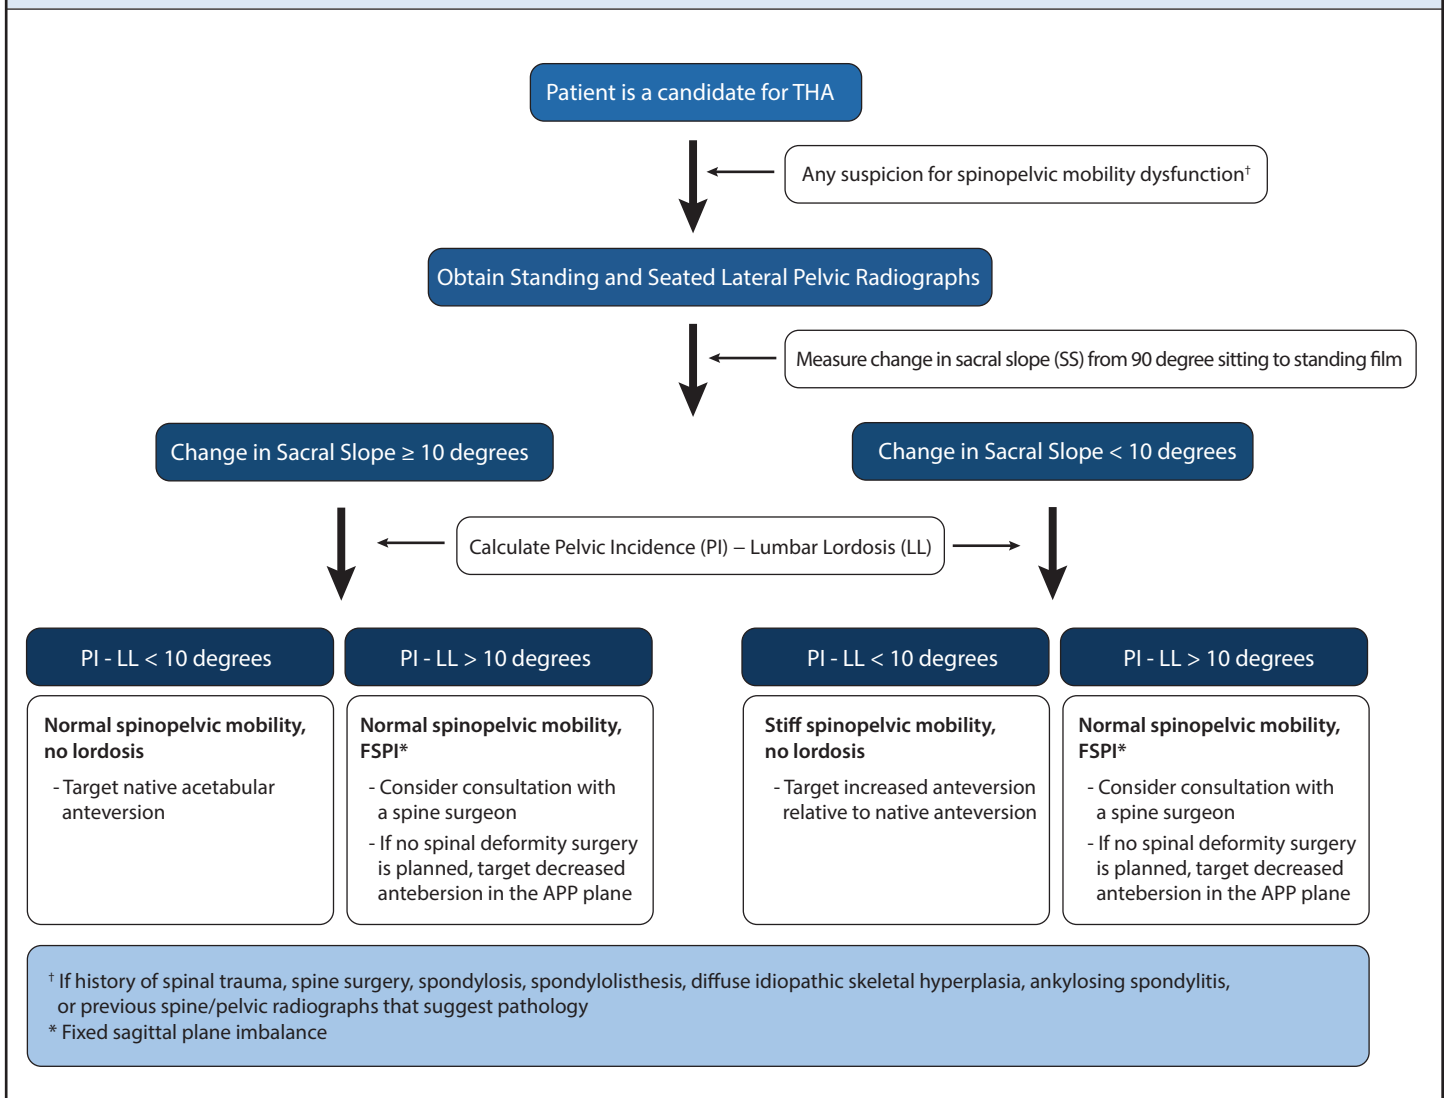 Patient is a candidate for THA
Any suspicion for spinopelvic mobility dysfunction†
Obtain Standing and Seated Lateral Pelvic Radiographs
Measure change in sacral slope (SS) from 90 degree sitting to standing film
Change in Sacral Slope ≥ 10 degrees
Change in Sacral Slope < 10 degrees
Calculate Pelvic Incidence (PI) – Lumbar Lordosis (LL)
PI - LL < 10 degrees
Normal spinopelvic mobility,
no lordosis
- Target native acetabular
anteversion
PI - LL > 10 degrees
Normal spinopelvic mobility,
FSPI*
- Consider consultation with
a spine surgeon
- If no spinal deformity surgery
is planned, target decreased
antebersion in the APP plane
PI - LL < 10 degrees
Stiff spinopelvic mobility,
no lordosis
- Target increased anteversion
relative to native anteversion
PI - LL > 10 degrees
Normal spinopelvic mobility,
FSPI*
- Consider consultation with
a spine surgeon
- If no spinal deformity surgery
is planned, target decreased
antebersion in the APP plane
† If history of spinal trauma, spine surgery, spondylosis, spondylolisthesis, diffuse idiopathic skeletal hyperplasia, ankylosing spondylitis,
or previous spine/pelvic radiographs that suggest pathology
* Fixed sagittal plane imbalance